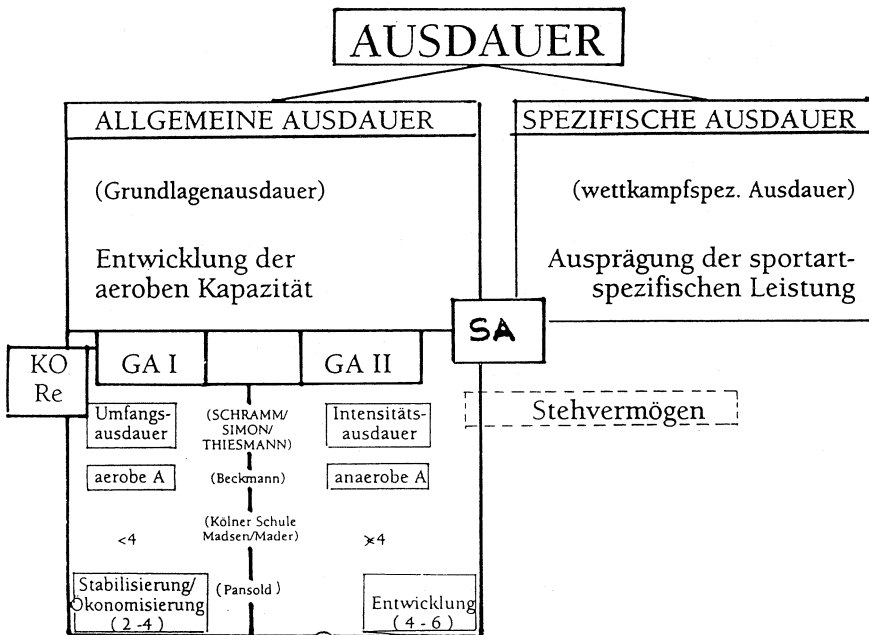 AUSDAUER
ALLGEMEINE AUSDAUER
SPEZIFISCHE AUSDAUER
(Grundlagenausdauer)
(wettkampfspez. Ausdauer)
Entwicklung der
aeroben Kapazität
Ausprägung der sportart-
spezifischen Leistung
SA
KO
Re
GA I
GA II
Umfangs-
ausdauer
(SCHRAMM/
SIMON/
THIESMANN)
Intensitäts-
ausdauer
Stehvermögen
aerobe A
(Beckmann)
anaerobe A
(Kölner Schule
Madsen/Mader)
<4
>4
Stabilisierung/
Ökonomisierung
(2-4)
(Pansold)
Entwicklung
(4-6)